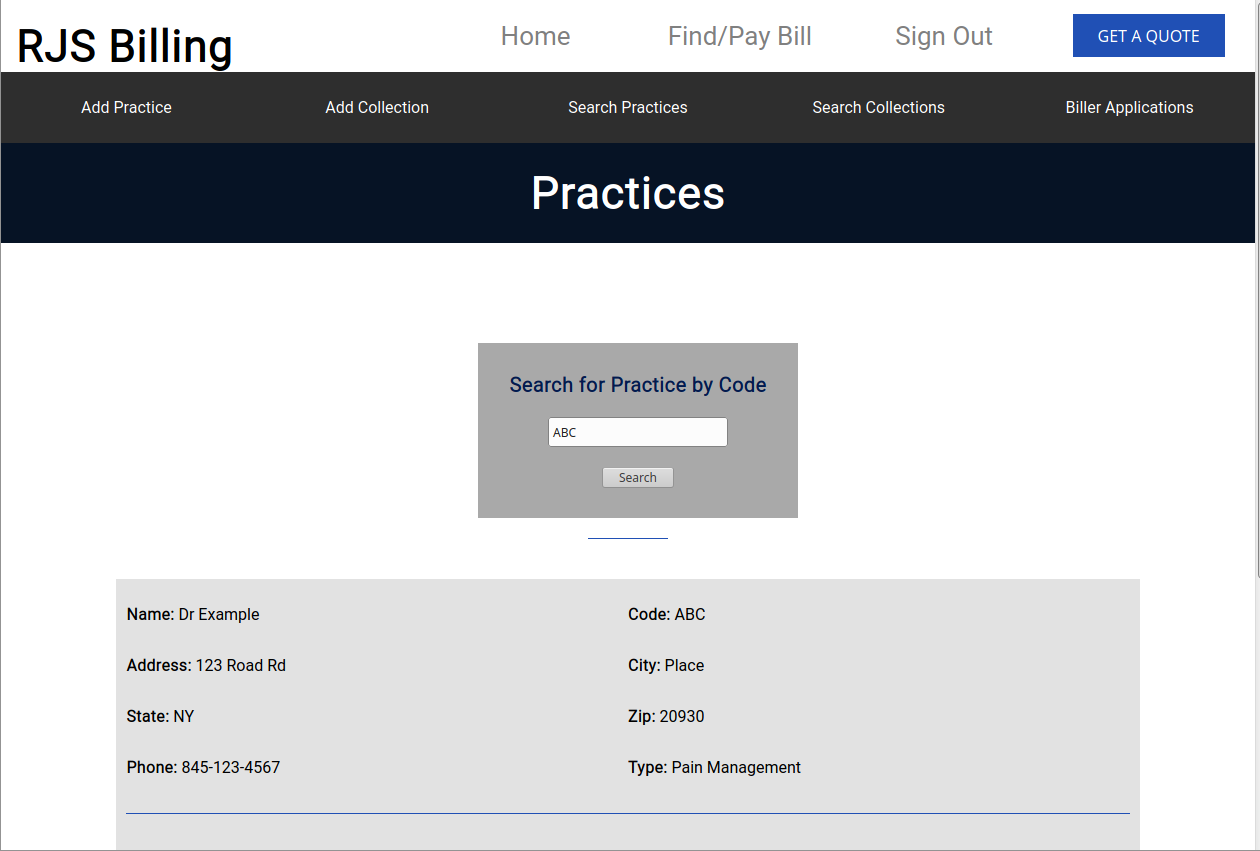 RJS Billing
Home Find/Pay Bill Sign Out GET A QUOTE
Add Practice Add Collection Search Practices Search Collections Biller Applications
Practices
Search for Practice by Code
ABC
Search
Name: Dr Example Code: ABC
Address: 123 Road Rd City: Place
State: NY Zip: 20930
Phone: 845-123-4567 Type: Pain Management